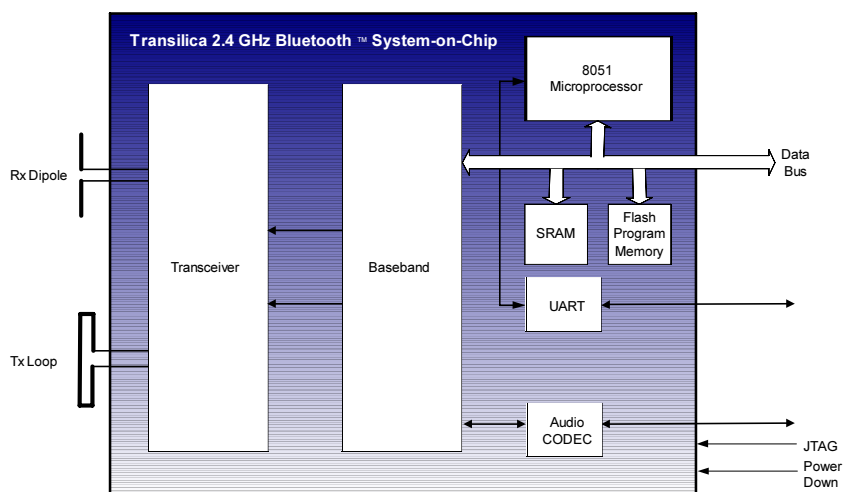 Transilica 2.4 GHz Bluetooth ™ System-on-Chip
8051
Microprocessor
Data
Bus
Rx Dipole
SRAM
Flash
Program
Memory
Transceiver
Baseband
UART
Tx Loop
Audio
CODEC
JTAG
Power
Down